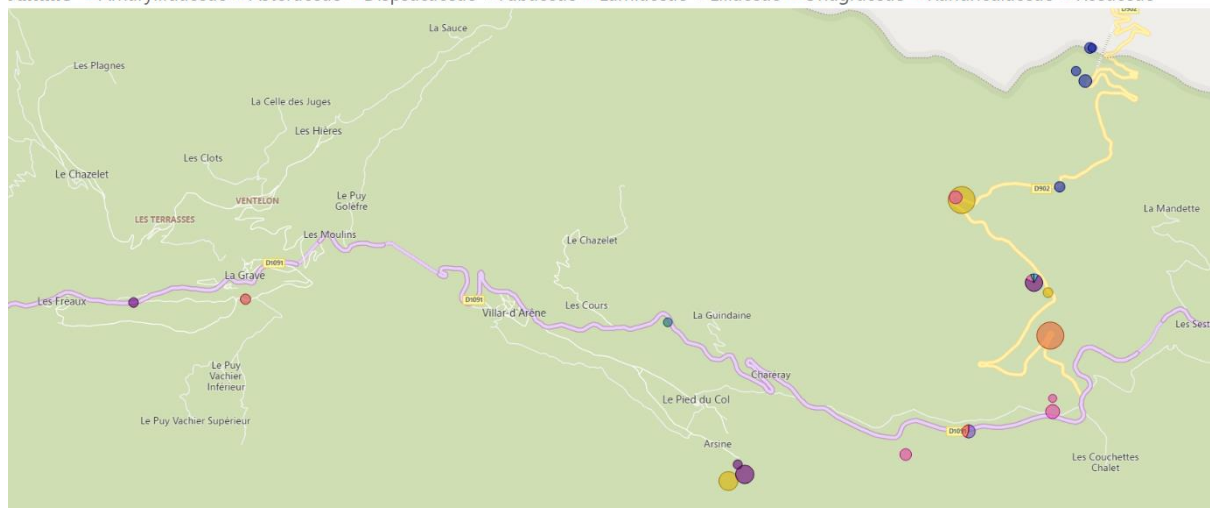 Amaryllidaceae Asteraceae Dispacaceae Fabaceae Lamiaceae Liliaceae Onagraceae Ranunculaceae Rosaceae
D902
La Sauce
Les Plagnes
La Celle des Juges
Les Hières
Les Clots
Le Chazelet
Le Puy
Golèfre
D902
VENTELON
LES TERRASSES
La Mandette
Les Moulins
Le Chazelet
D1091
La Grave
Les Fréaux
D1091
Villar-d'Arêne
Les Cours
La Guindaine
Les Sest
Le Puy
Vachier
Inférieur
Chareray
Le Pied du Col
Le Puy Vachier Supérieur
D1091
Arsine
Les Couchettes
Chalet